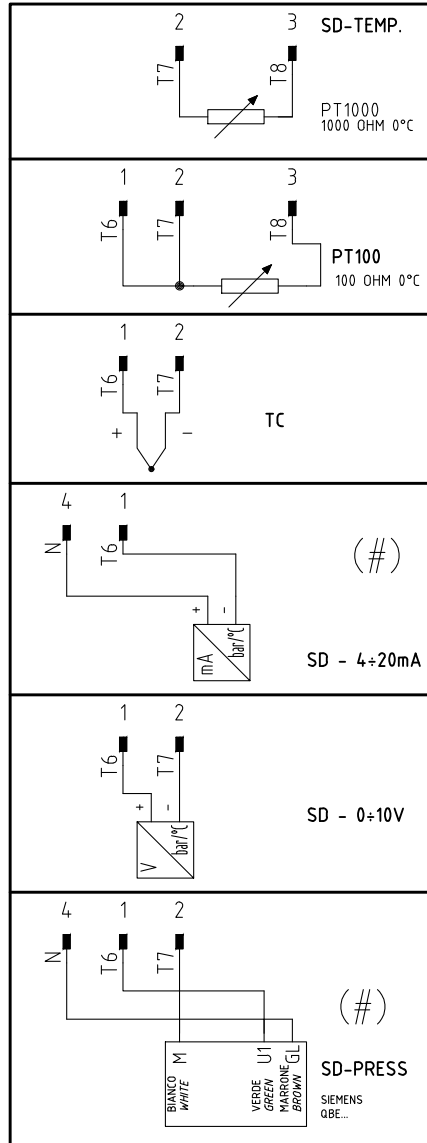 2 3 SD-TEMP.
T7 T8
PT1000
1000 OHM 0°C
1 2 3
T6 T7 T8
PT100
100 OHM 0°C
1 2
T6 T7
+ -
TC
4 1
N T6
(#)
+ -
mA bar/°C
SD - 4÷20mA
1 2
T6 T7
+ -
V bar/°C
SD - 0÷10V
4 1 2
N T6 T7
(#)
M U1 GL
BIANCO VERDE MARRONE
WHITE GREEN BROWN
SD-PRESS
SIEMENS
QBE...